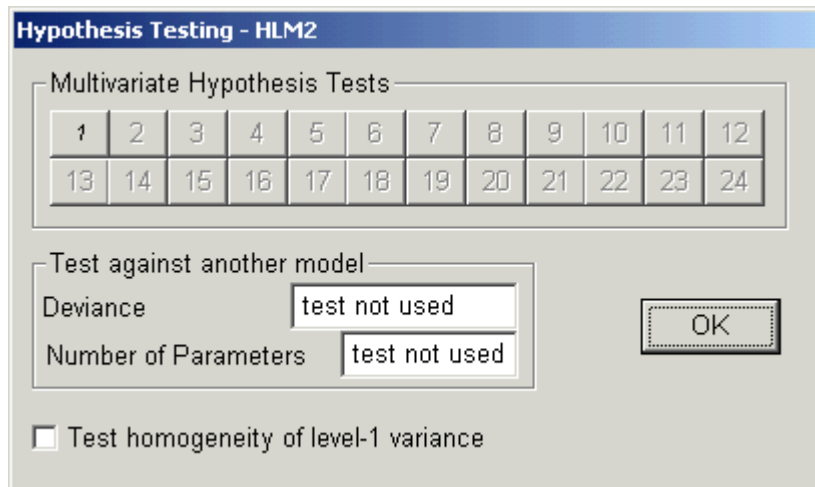 Hypothesis Testing - HLM2
Multivariate Hypothesis Tests
1 2 3 4 5 6 7 8 9 10 11 12
13 14 15 16 17 18 19 20 21 22 23 24
Test against another model
Deviance test not used
Number of Parameters test not used
OK
Test homogeneity of level-1 variance